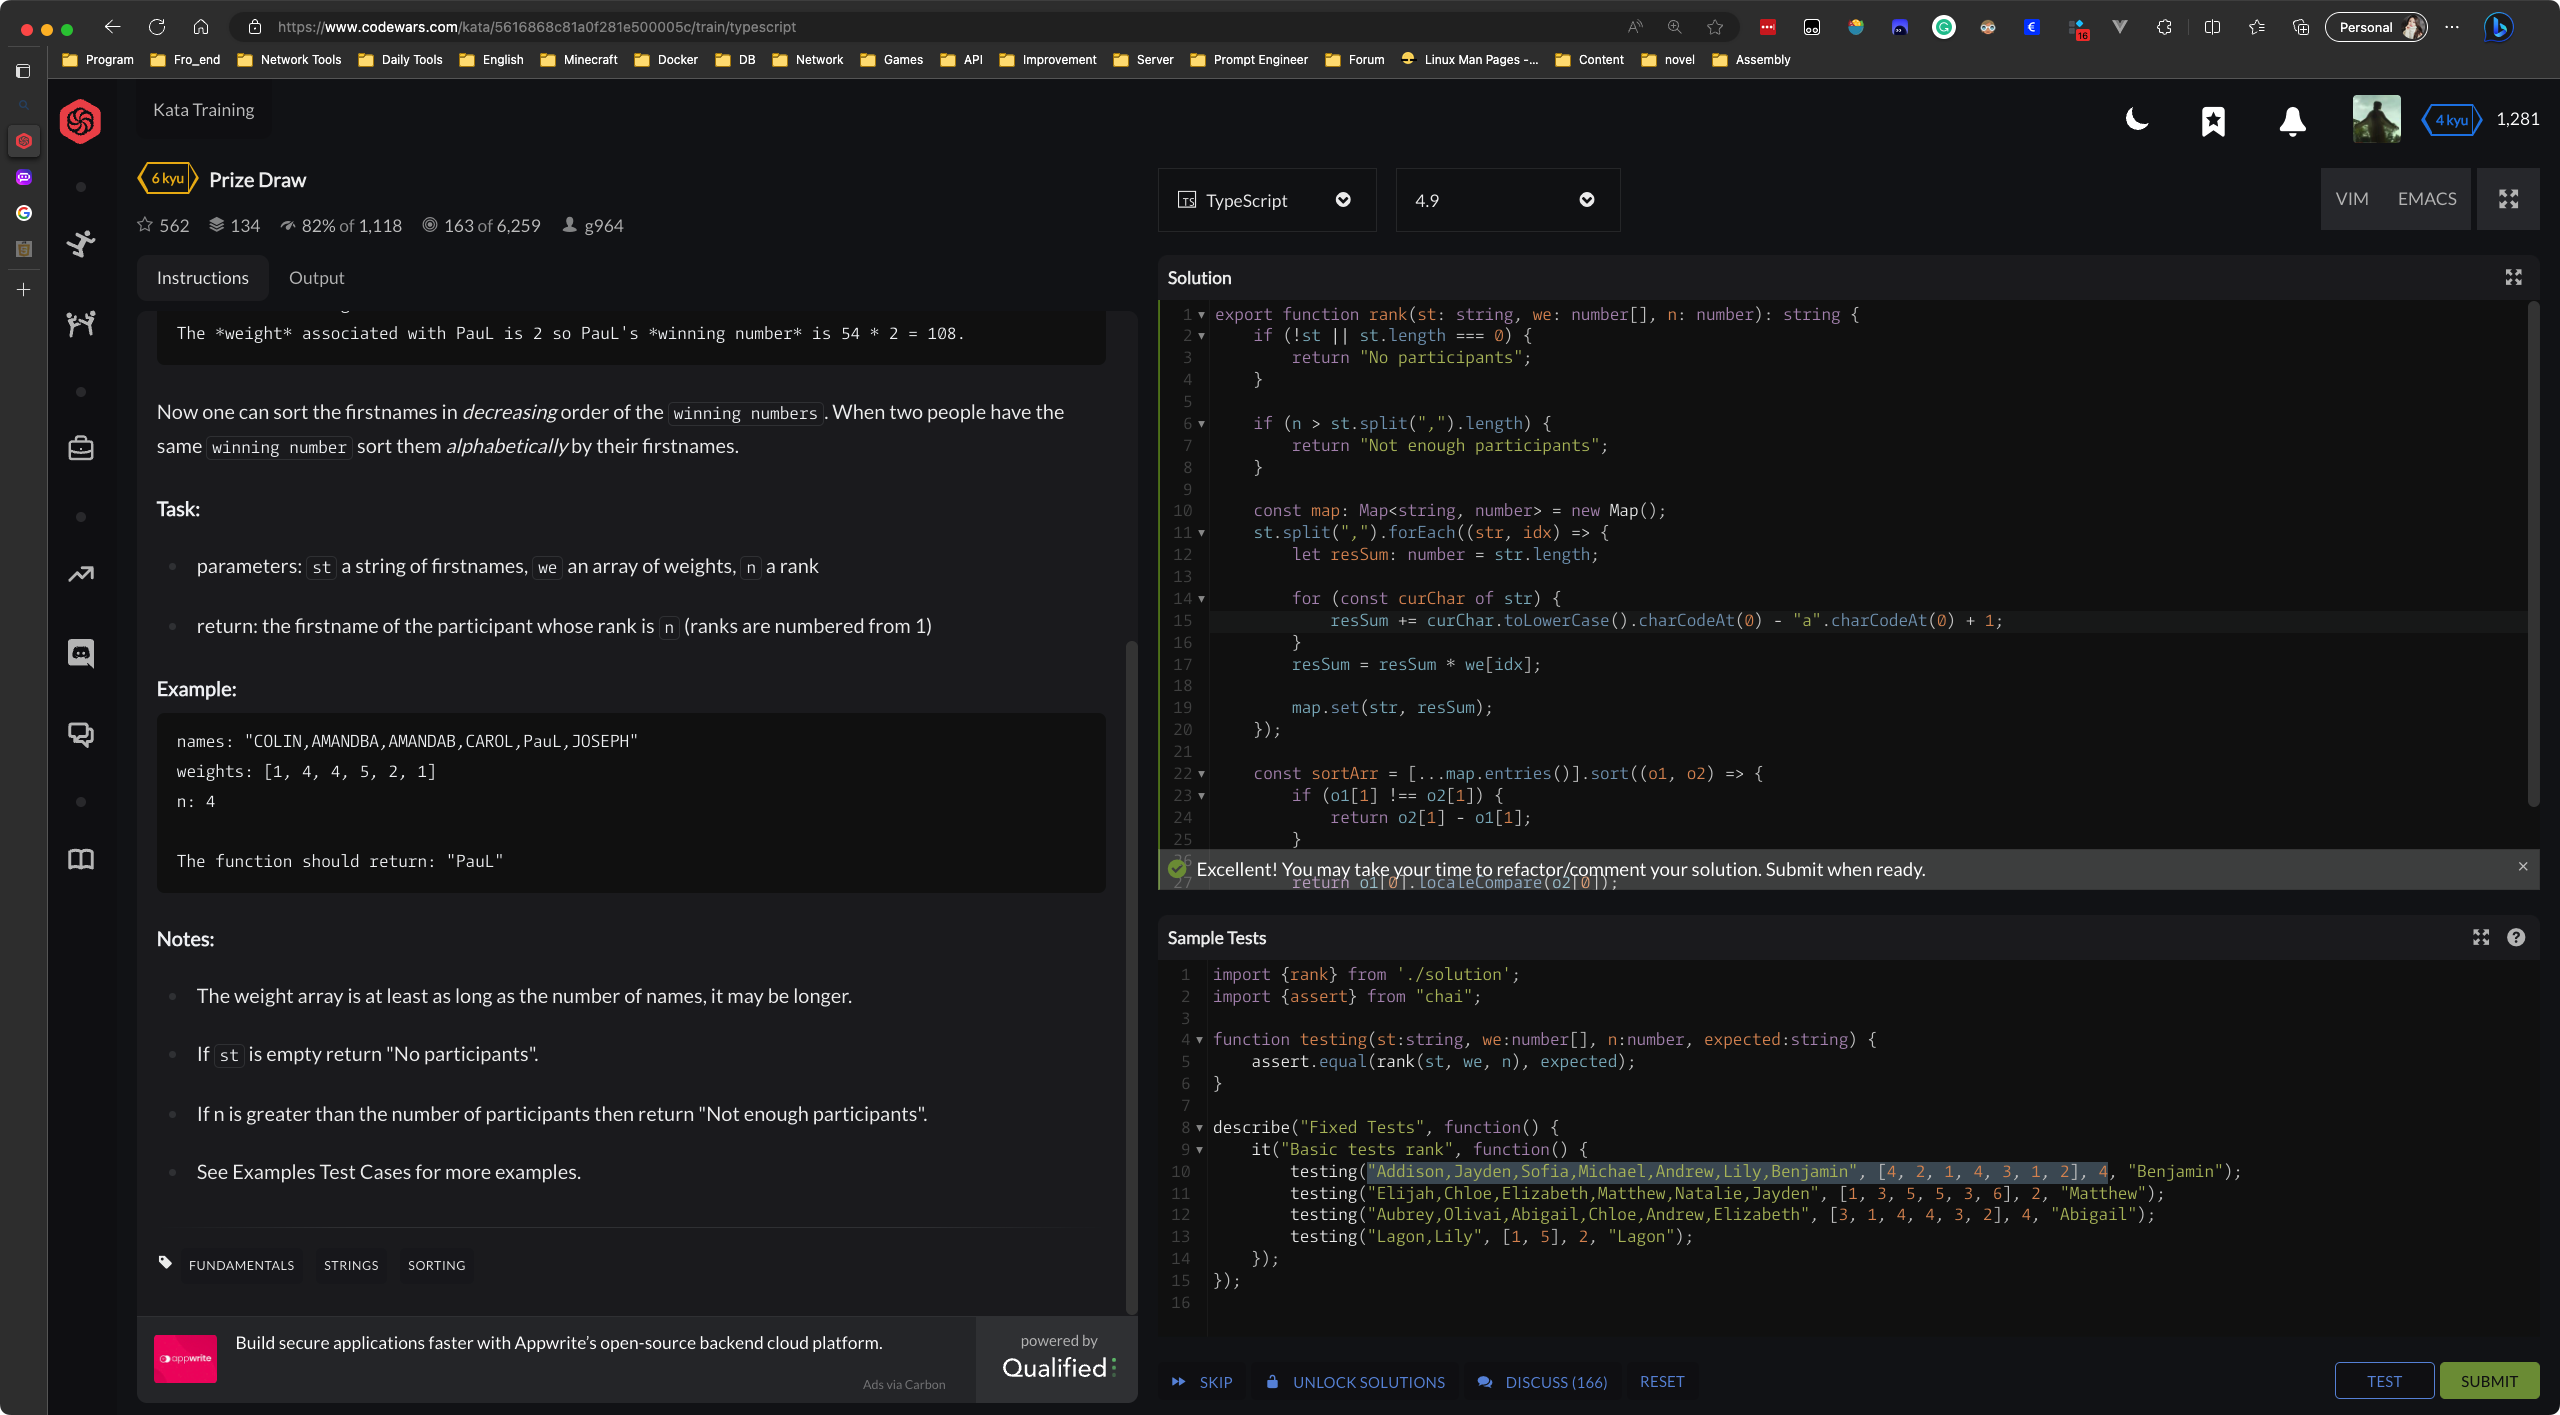 https://www.codewars.com/kata/5616868c81a0f281e500005c/train/typescript
Personal
Program Fro_end Network Tools Daily Tools English Minecraft Docker DB Network Games API Improvement Server Prompt Engineer Forum Linux Man Pages -... Content novel Assembly
Kata Training
4 kyu 1,281
6 kyu Prize Draw
562 134 82% of 1,118 163 of 6,259 g964
TypeScript 4.9
VIM EMACS
Instructions Output
The *weight* associated with PauL is 2 so PauL's *winning number* is 54 * 2 = 108.
Now one can sort the firstnames in decreasing order of the winning numbers. When two people have the
same winning number sort them alphabetically by their firstnames.
Task:
parameters: st a string of firstnames, we an array of weights, n a rank
return: the firstname of the participant whose rank is n (ranks are numbered from 1)
Example:
names: "COLIN,AMANDBA,AMANDAB,CAROL,PauL,JOSEPH"
weights: [1, 4, 4, 5, 2, 1]
n: 4
The function should return: "PauL"
Notes:
The weight array is at least as long as the number of names, it may be longer.
If st is empty return "No participants".
If n is greater than the number of participants then return "Not enough participants".
See Examples Test Cases for more examples.
FUNDAMENTALS STRINGS SORTING
appwrite
Build secure applications faster with Appwrite's open-source backend cloud platform.
Ads via Carbon
powered by
Qualified
Solution
1 export function rank(st: string, we: number[], n: number): string {
2 if (!st || st.length === 0) {
3 return "No participants";
4 }
5
6 if (n > st.split(",").length) {
7 return "Not enough participants";
8 }
9
10 const map: Map<string, number> = new Map();
11 st.split(",").forEach((str, idx) => {
12 let resSum: number = str.length;
13
14 for (const curChar of str) {
15 resSum += curChar.toLowerCase().charCodeAt(0) - "a".charCodeAt(0) + 1;
16 }
17 resSum = resSum * we[idx];
18
19 map.set(str, resSum);
20 });
21
22 const sortArr = [...map.entries()].sort((o1, o2) => {
23 if (o1[1] !== o2[1]) {
24 return o2[1] - o1[1];
25 }
26
Excellent! You may take your time to refactor/comment your solution. Submit when ready.
27 return o1[0].localeCompare(o2[0]);
Sample Tests
1 import {rank} from './solution';
2 import {assert} from "chai";
3
4 function testing(st:string, we:number[], n:number, expected:string) {
5 assert.equal(rank(st, we, n), expected);
6 }
7
8 describe("Fixed Tests", function() {
9 it("Basic tests rank", function() {
10 testing("Addison,Jayden,Sofia,Michael,Andrew,Lily,Benjamin", [4, 2, 1, 4, 3, 1, 2], 4, "Benjamin");
11 testing("Elijah,Chloe,Elizabeth,Matthew,Natalie,Jayden", [1, 3, 5, 5, 3, 6], 2, "Matthew");
12 testing("Aubrey,Olivai,Abigail,Chloe,Andrew,Elizabeth", [3, 1, 4, 4, 3, 2], 4, "Abigail");
13 testing("Lagon,Lily", [1, 5], 2, "Lagon");
14 });
15 });
16
SKIP UNLOCK SOLUTIONS DISCUSS (166) RESET
TEST SUBMIT